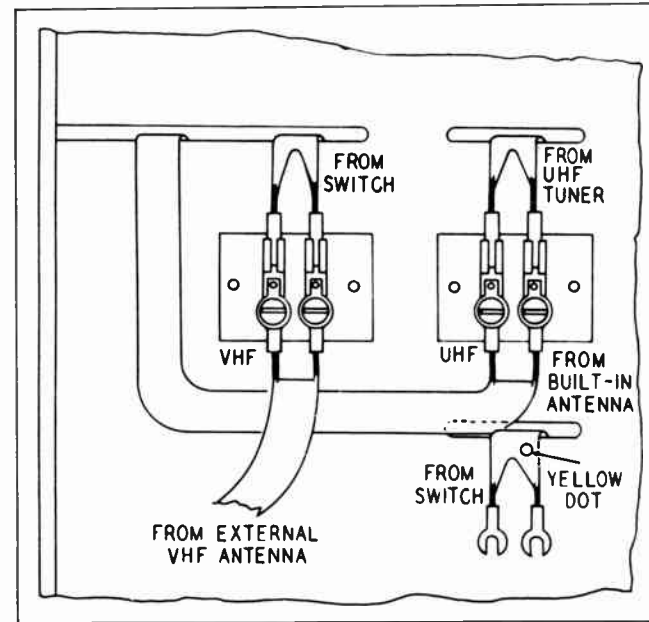 FROM
SWITCH
FROM
UHF
TUNER
VHF
UHF
FROM
BUILT-IN
ANTENNA
FROM
SWITCH
YELLOW
DOT
FROM EXTERNAL
VHF ANTENNA